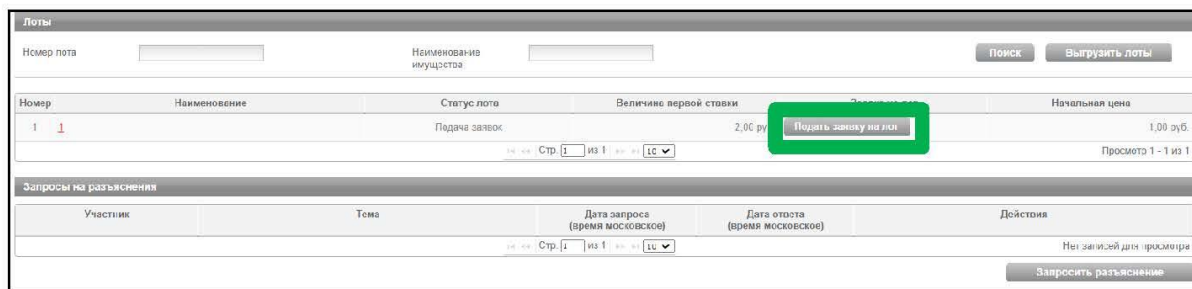 Лоты
Номер лота
Наименование
имущества
Поиск
Выгрузить лоты
Номер Наименование Статус лота Величина первой ставки Начальная цена
1 1 Подача заявок 2,00 ру Подать заявку на лот 1,00 руб.
Стр. 1 из 1 10 Просмотр 1 - 1 из 1
Запросы на разъяснения
Участник Тема Дата запроса Дата ответа Действия
(время московское) (время московское)
Стр. 1 из 1 10 Нет записей для просмотра
Запросить разъяснение